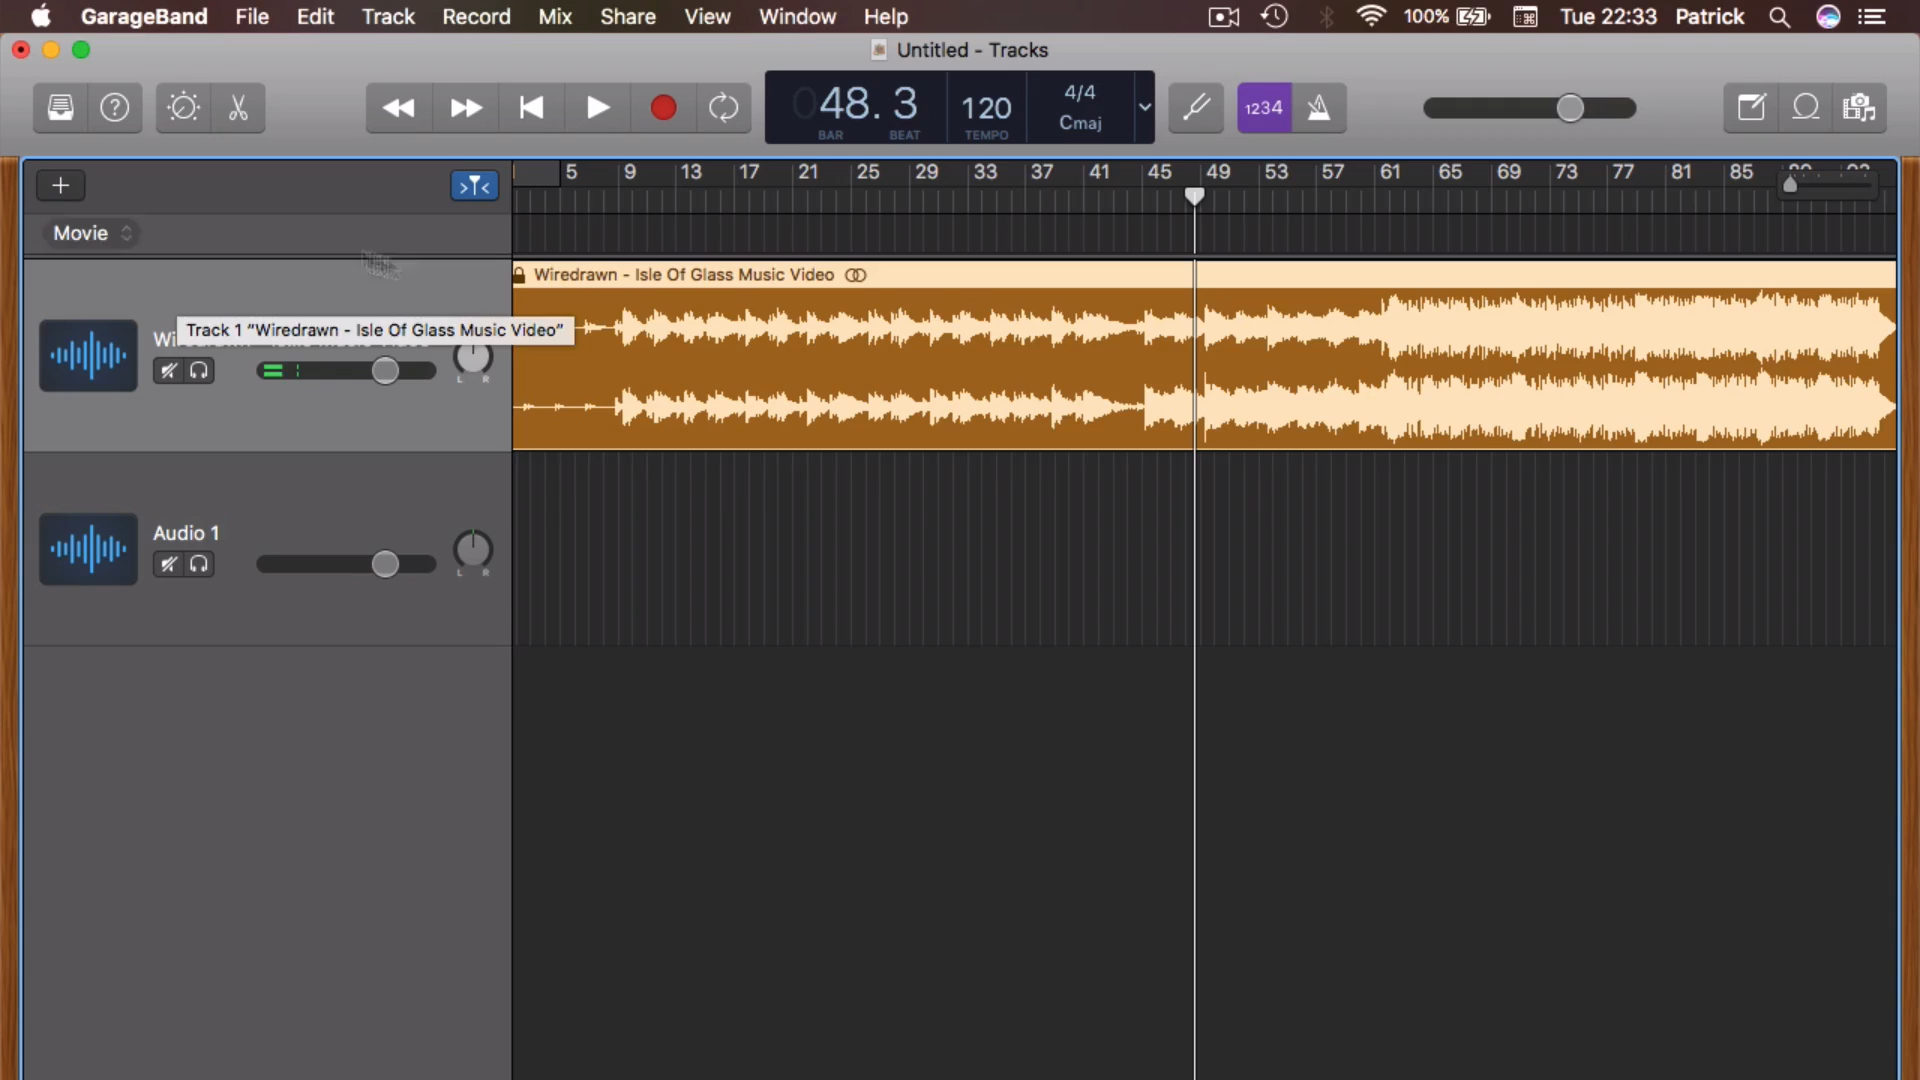 GarageBand File Edit Track Record Mix Share View Window Help 100% Tue 22:33 Patrick
Untitled - Tracks
48. 3 120 4/4 Cmaj 1234
BAR BEAT TEMPO
5 9 13 17 21 25 29 33 37 41 45 49 53 57 61 65 69 73 77 81 85
Movie
Wiredrawn - Isle Of Glass Music Video
Track 1 "Wiredrawn - Isle Of Glass Music Video"
L R
Audio 1
L R